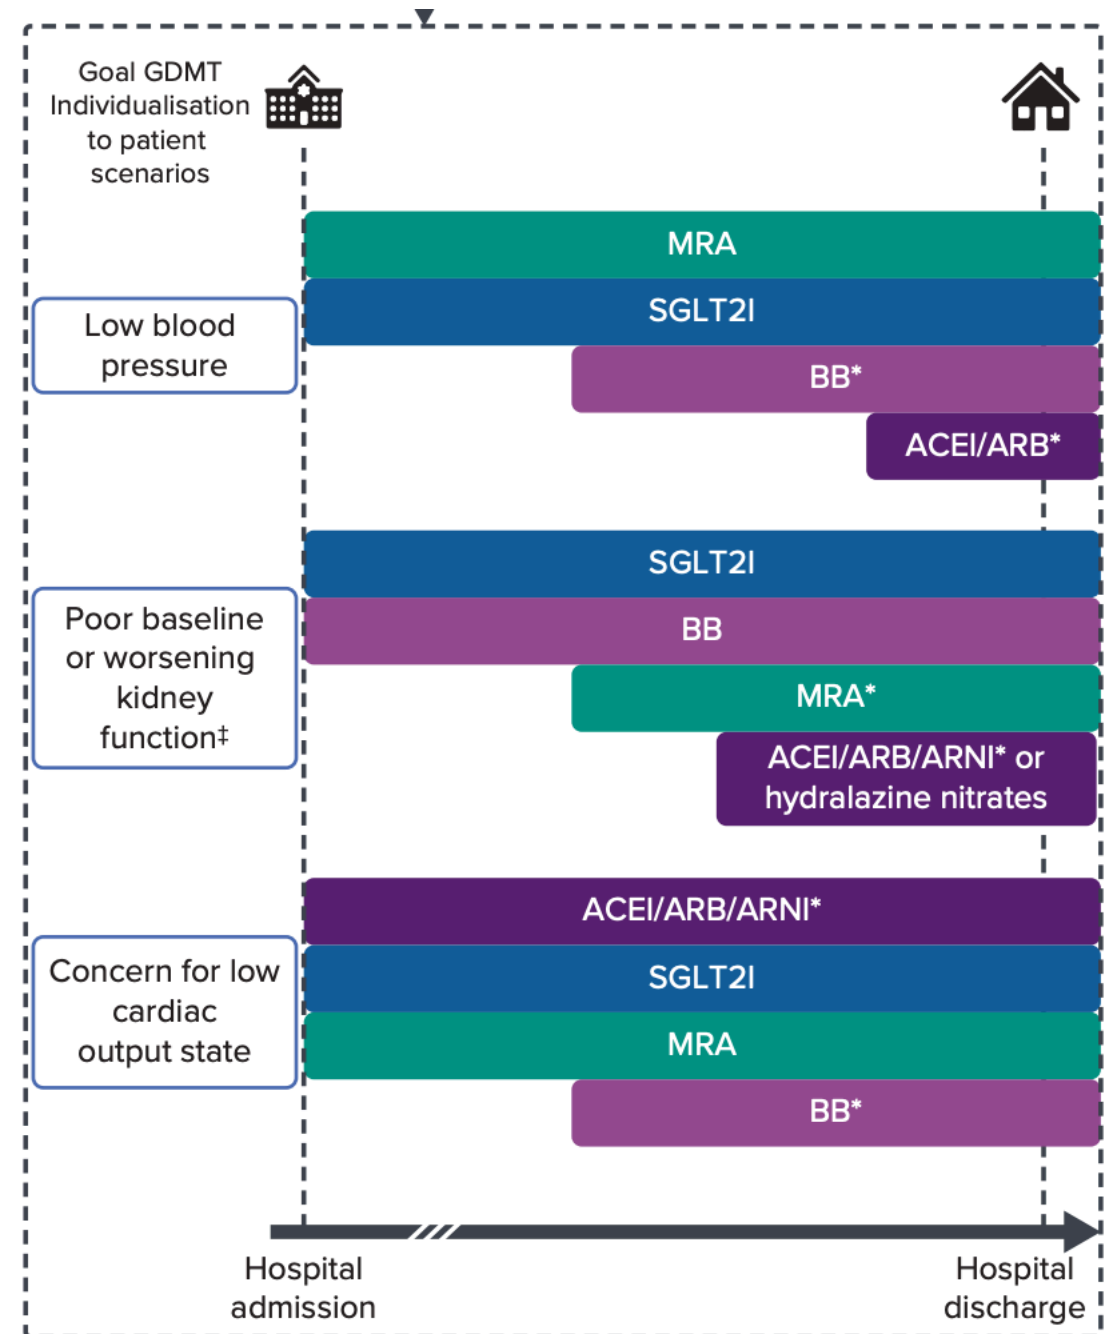 Goal GDMT
Individualisation
to patient
scenarios
Low blood
pressure
MRA
SGLT2I
BB*
ACEI/ARB*
Poor baseline
or worsening
kidney
function‡
SGLT2I
BB
MRA*
ACEI/ARB/ARNI* or
hydralazine nitrates
Concern for low
cardiac
output state
ACEI/ARB/ARNI*
SGLT2I
MRA
BB*
Hospital
admission
Hospital
discharge